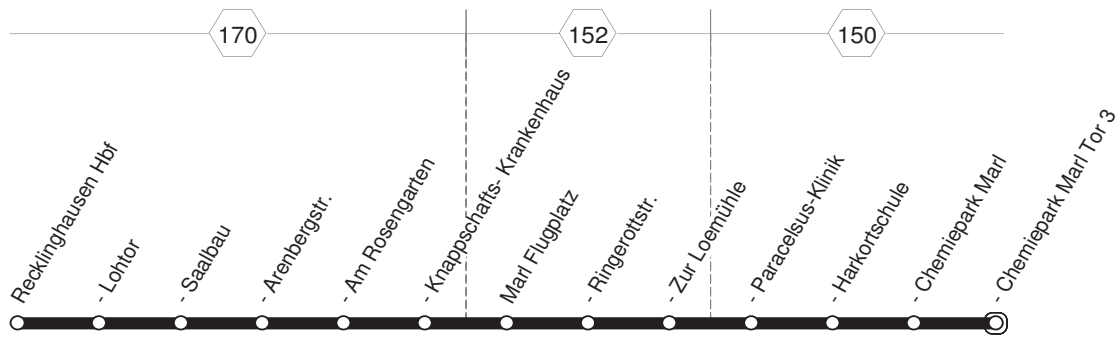 170
152
150
Recklinghausen Hbf
- Lohtor
- Saalbau
- Arenbergstr.
- Am Rosengarten
- Knappschafts- Krankenhaus
Marl Flugplatz
- Ringerottstr.
- Zur Loemühle
- Paracelsus-Klinik
- Harkortschule
- Chemiepark Marl
- Chemiepark Marl Tor 3